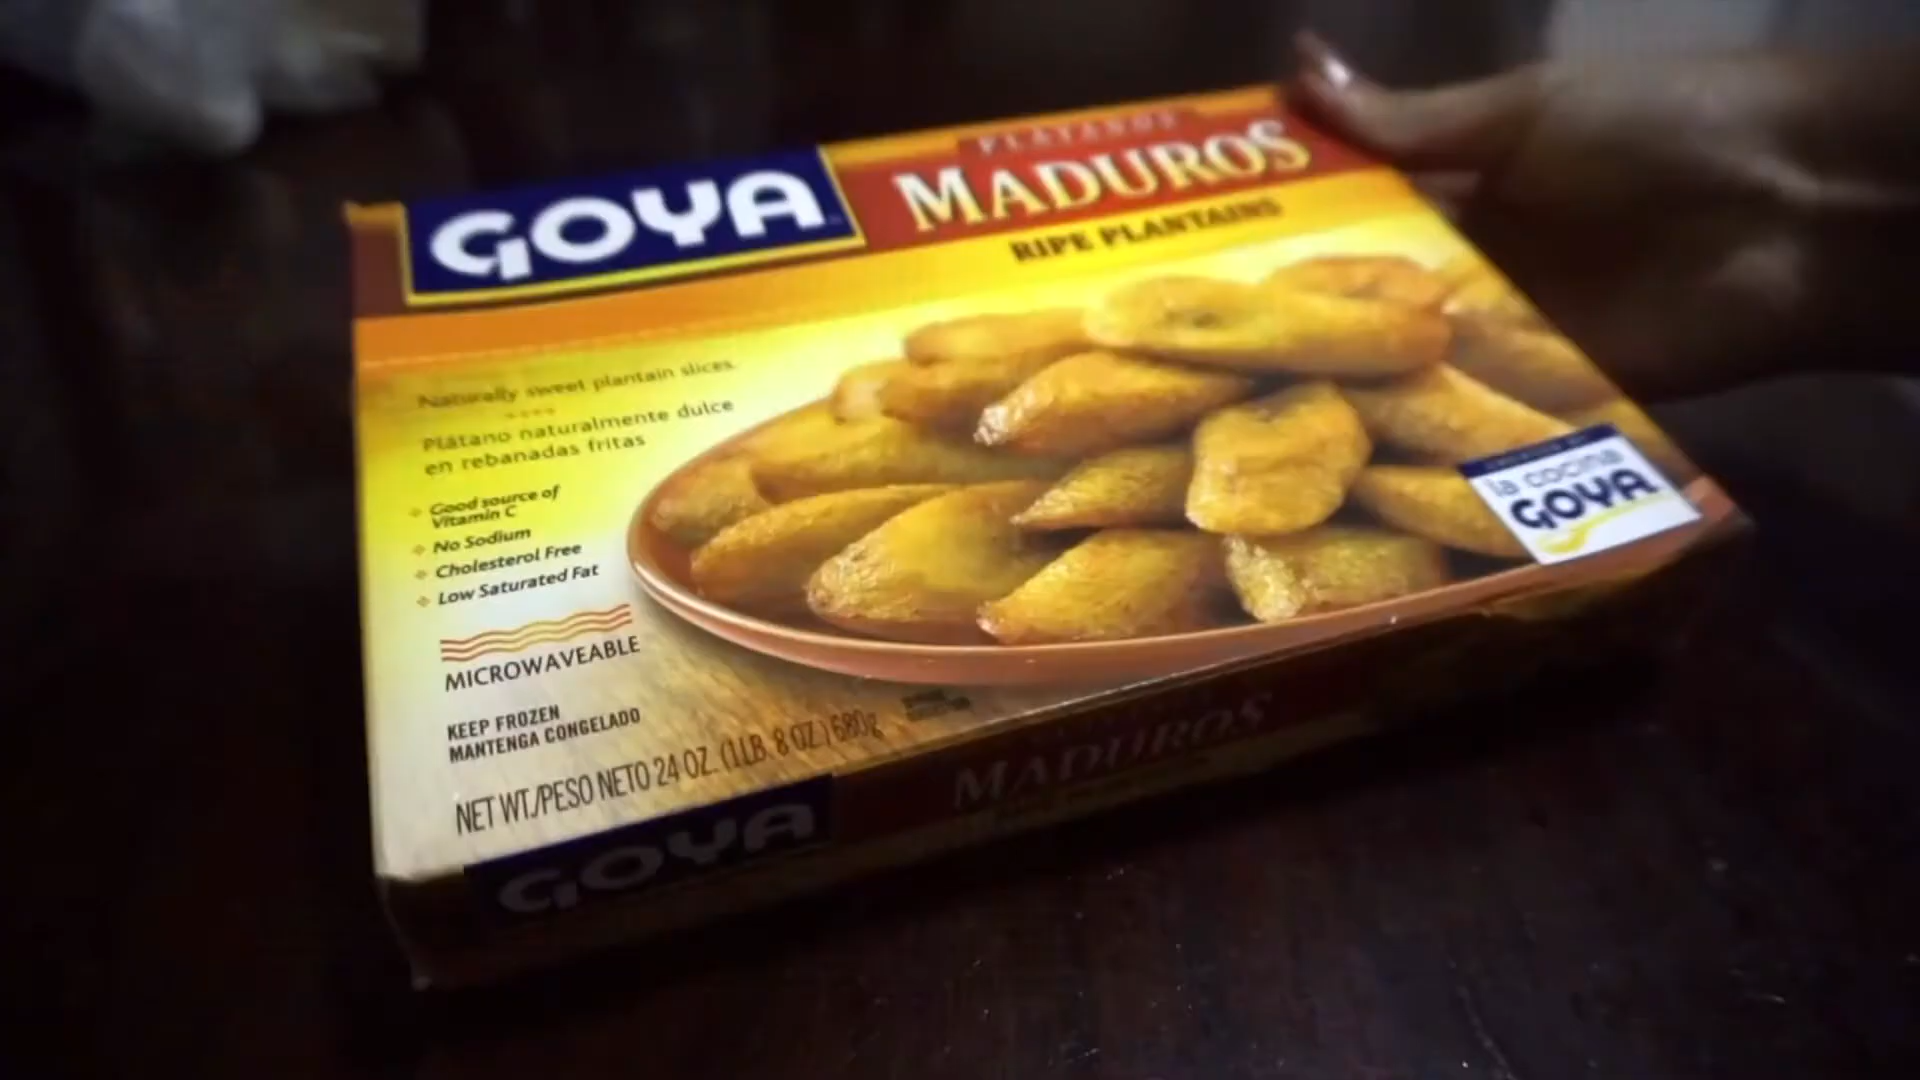 GOYA
PLÁTANOS
MADUROS
RIPE PLANTAINS
Naturally sweet plantain slices.
Plátano naturalmente dulce
en rebanadas fritas
Good source of
Vitamin C
No Sodium
Cholesterol Free
Low Saturated Fat
MICROWAVEABLE
KEEP FROZEN
MANTENGA CONGELADO
NET WT./PESO NETO 24 OZ. (1LB. 8 OZ.) 680g
la cocina
GOYA
GOYA
MADUROS